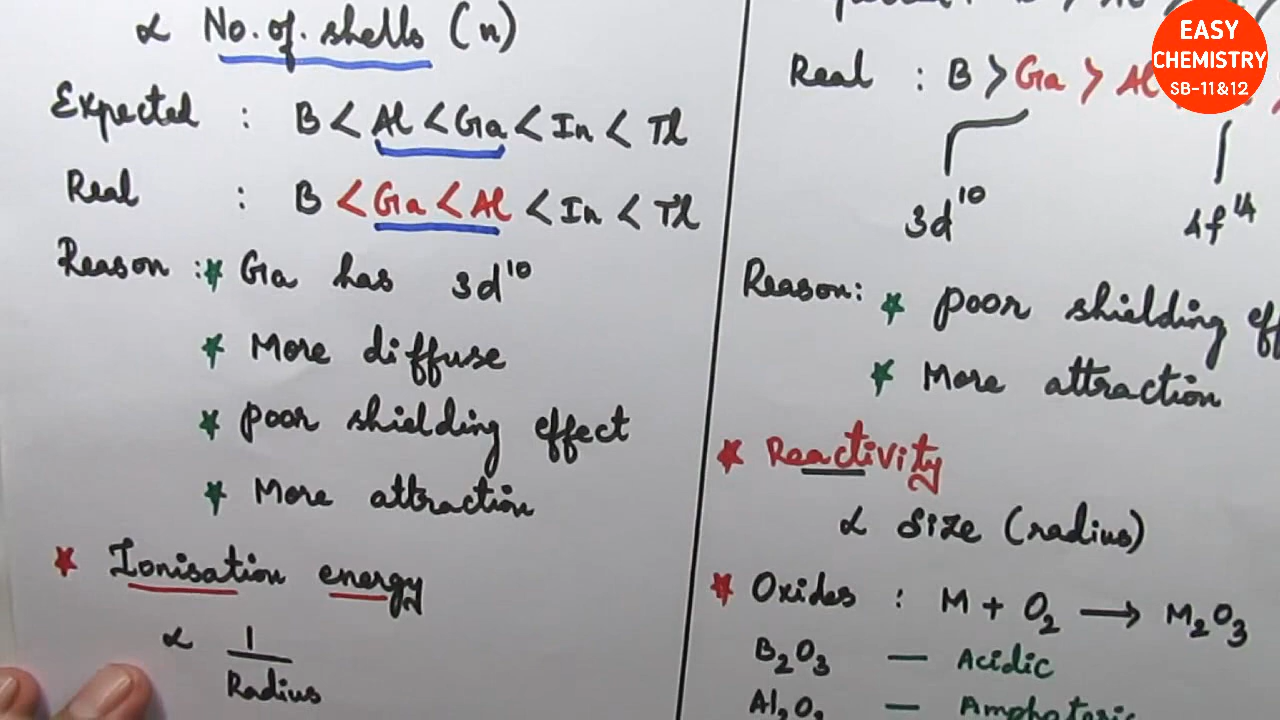 ∝ No. of. shells (n)
Expected : B < Al < Ga < In < Tl
Real : B < Ga < Al < In < Tl
Reason :★ Ga has 3d¹⁰
★ More diffuse
★ poor shielding effect
★ More attraction
★ Ionisation energy
∝ 1
Radius
Real : B > Ga > Al
3d¹⁰ 4f¹⁴
Reason: ★ poor shielding
★ More attraction
★ Reactivity
∝ Size (radius)
★ Oxides : M + O₂ ⟶ M₂O₃
B₂O₃ — Acidic
Al₂O₃ — Amphoteric
EASY
CHEMISTRY
SB-11&12